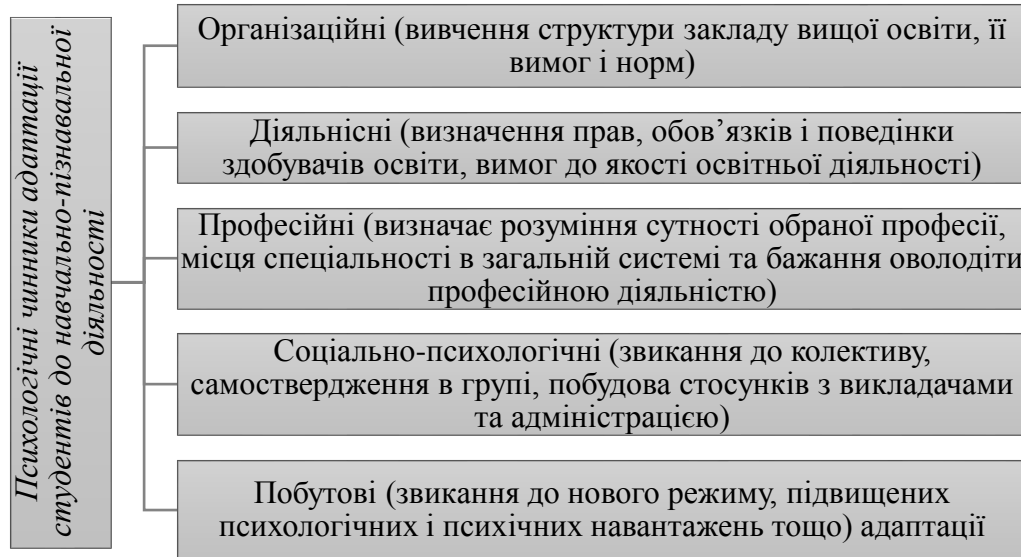 Психологічні чинники адаптації
студентів до навчально-пізнавальної
діяльності
Організаційні (вивчення структури закладу вищої освіти, її
вимог і норм)
Діяльнісні (визначення прав, обов’язків і поведінки
здобувачів освіти, вимог до якості освітньої діяльності)
Професійні (визначає розуміння сутності обраної професії,
місця спеціальності в загальній системі та бажання оволодіти
професійною діяльністю)
Соціально-психологічні (звикання до колективу,
самоствердження в групі, побудова стосунків з викладачами
та адміністрацією)
Побутові (звикання до нового режиму, підвищених
психологічних і психічних навантажень тощо) адаптації